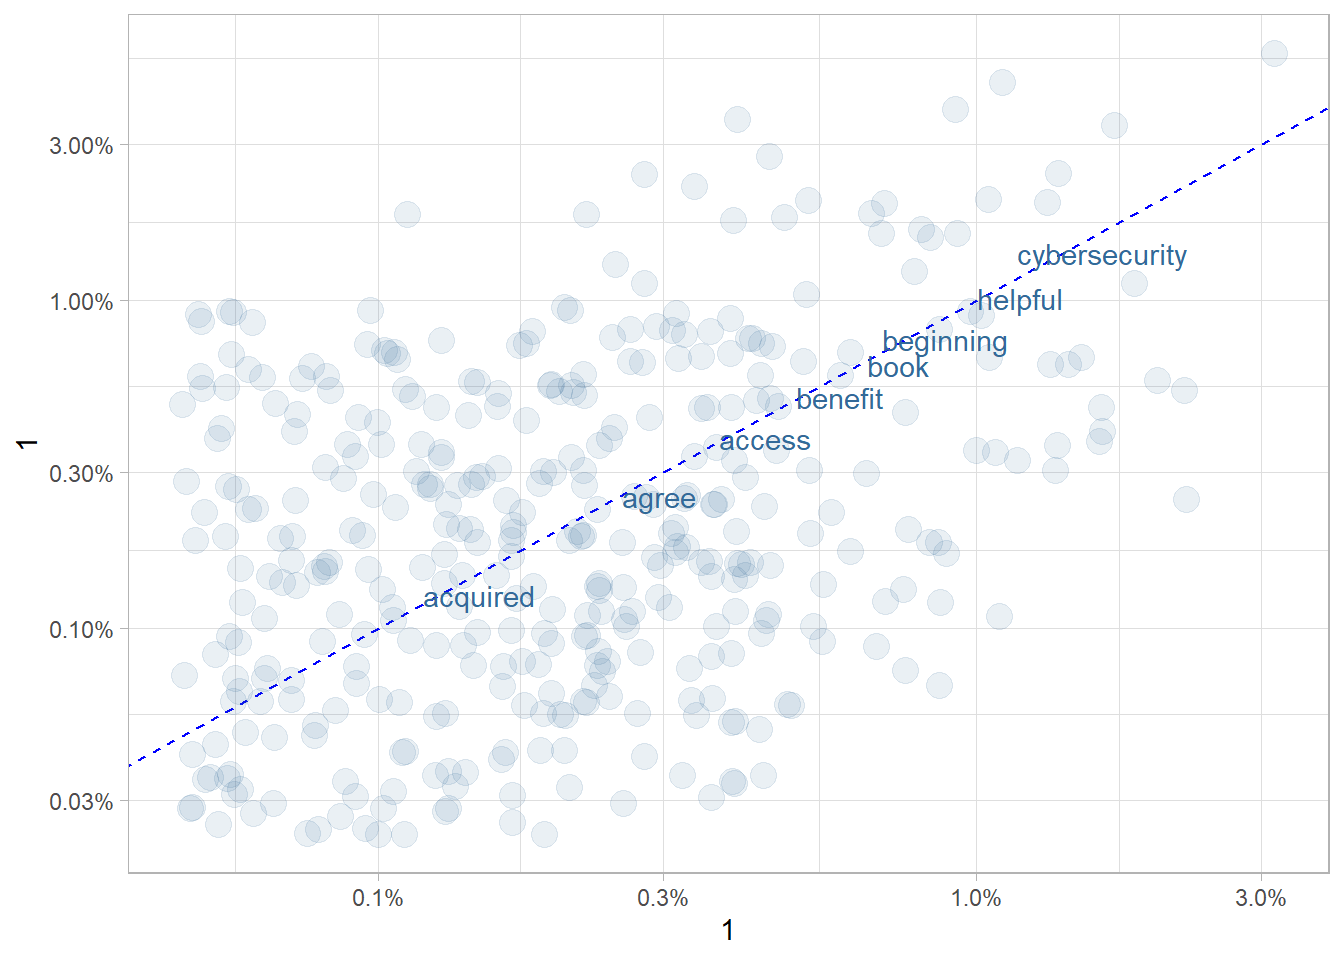 3.00%
1.00%
0.30%
0.10%
0.03%
1
cybersecurity
helpful
beginning
book
benefit
access
agree
acquired
0.1%
0.3%
1.0%
3.0%
1